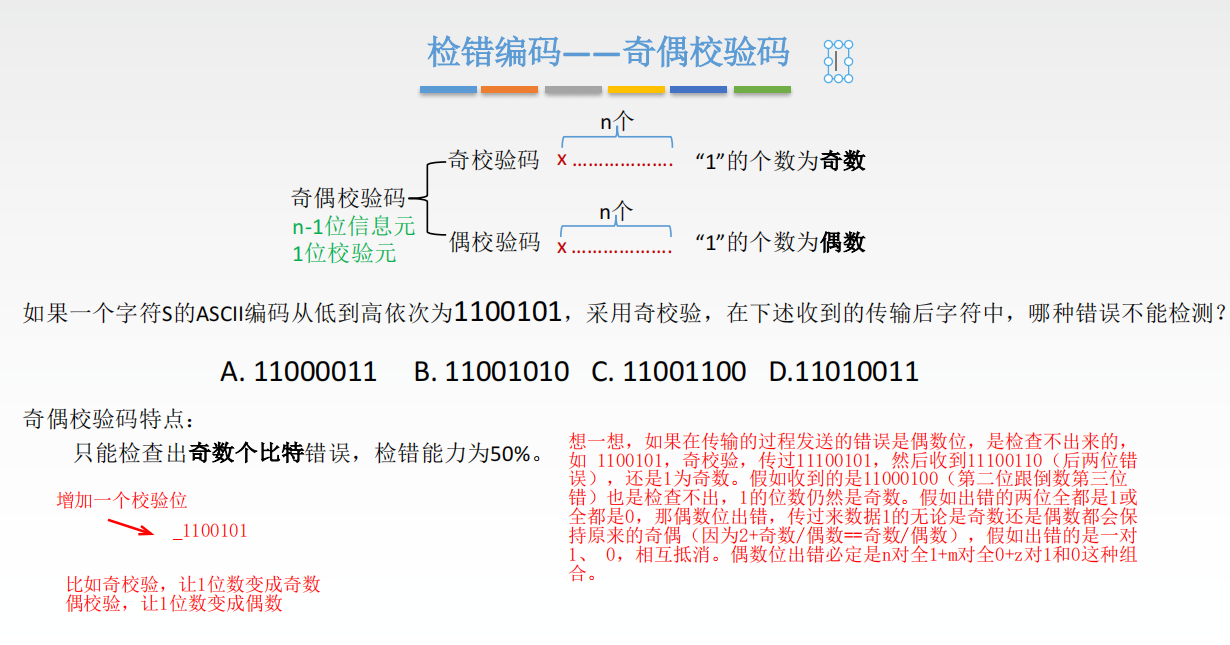 检错编码——奇偶校验码
n个
奇校验码 x ………………. “1”的个数为奇数
奇偶校验码
n-1位信息元
1位校验元
n个
偶校验码 x ………………. “1”的个数为偶数
如果一个字符S的ASCII编码从低到高依次为1100101，采用奇校验，在下述收到的传输后字符中，哪种错误不能检测？
A. 11000011 B. 11001010 C. 11001100 D.11010011
奇偶校验码特点：
只能检查出奇数个比特错误，检错能力为50%。
增加一个校验位
_1100101
比如奇校验，让1位数变成奇数
偶校验，让1位数变成偶数
想一想，如果在传输的过程发送的错误是偶数位，是检查不出来的，
如 1100101，奇校验，传过11100101，然后收到11100110（后两位错
误），还是1为奇数。假如收到的是11000100（第二位跟倒数第三位
错）也是检查不出，1的位数仍然是奇数。假如出错的两位全都是1或
全都是0，那偶数位出错，传过来数据1的无论是奇数还是偶数都会保
持原来的奇偶（因为2+奇数/偶数==奇数/偶数），假如出错的是一对
1、 0，相互抵消。偶数位出错必定是n对全1+m对全0+z对1和0这种组
合。